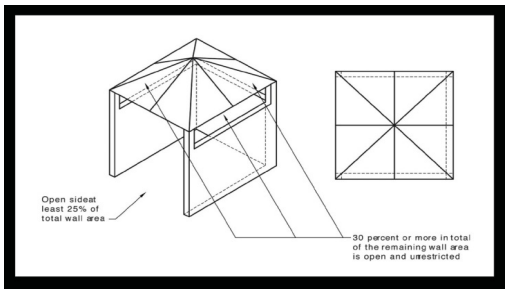 Open sideat
least 25% of
total wall area
30 percent or more in total
of the remaining wall area
is open and unrestricted